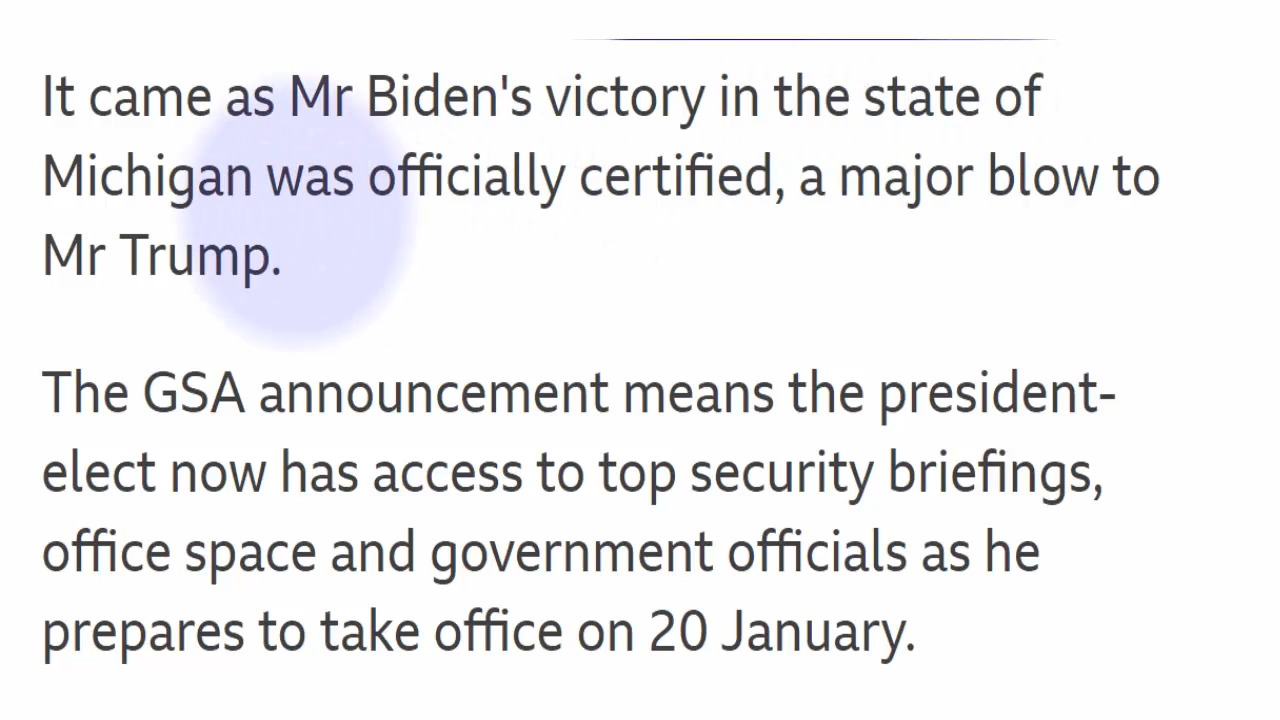 It came as Mr Biden's victory in the state of
Michigan was officially certified, a major blow to
Mr Trump.
The GSA announcement means the president-
elect now has access to top security briefings,
office space and government officials as he
prepares to take office on 20 January.